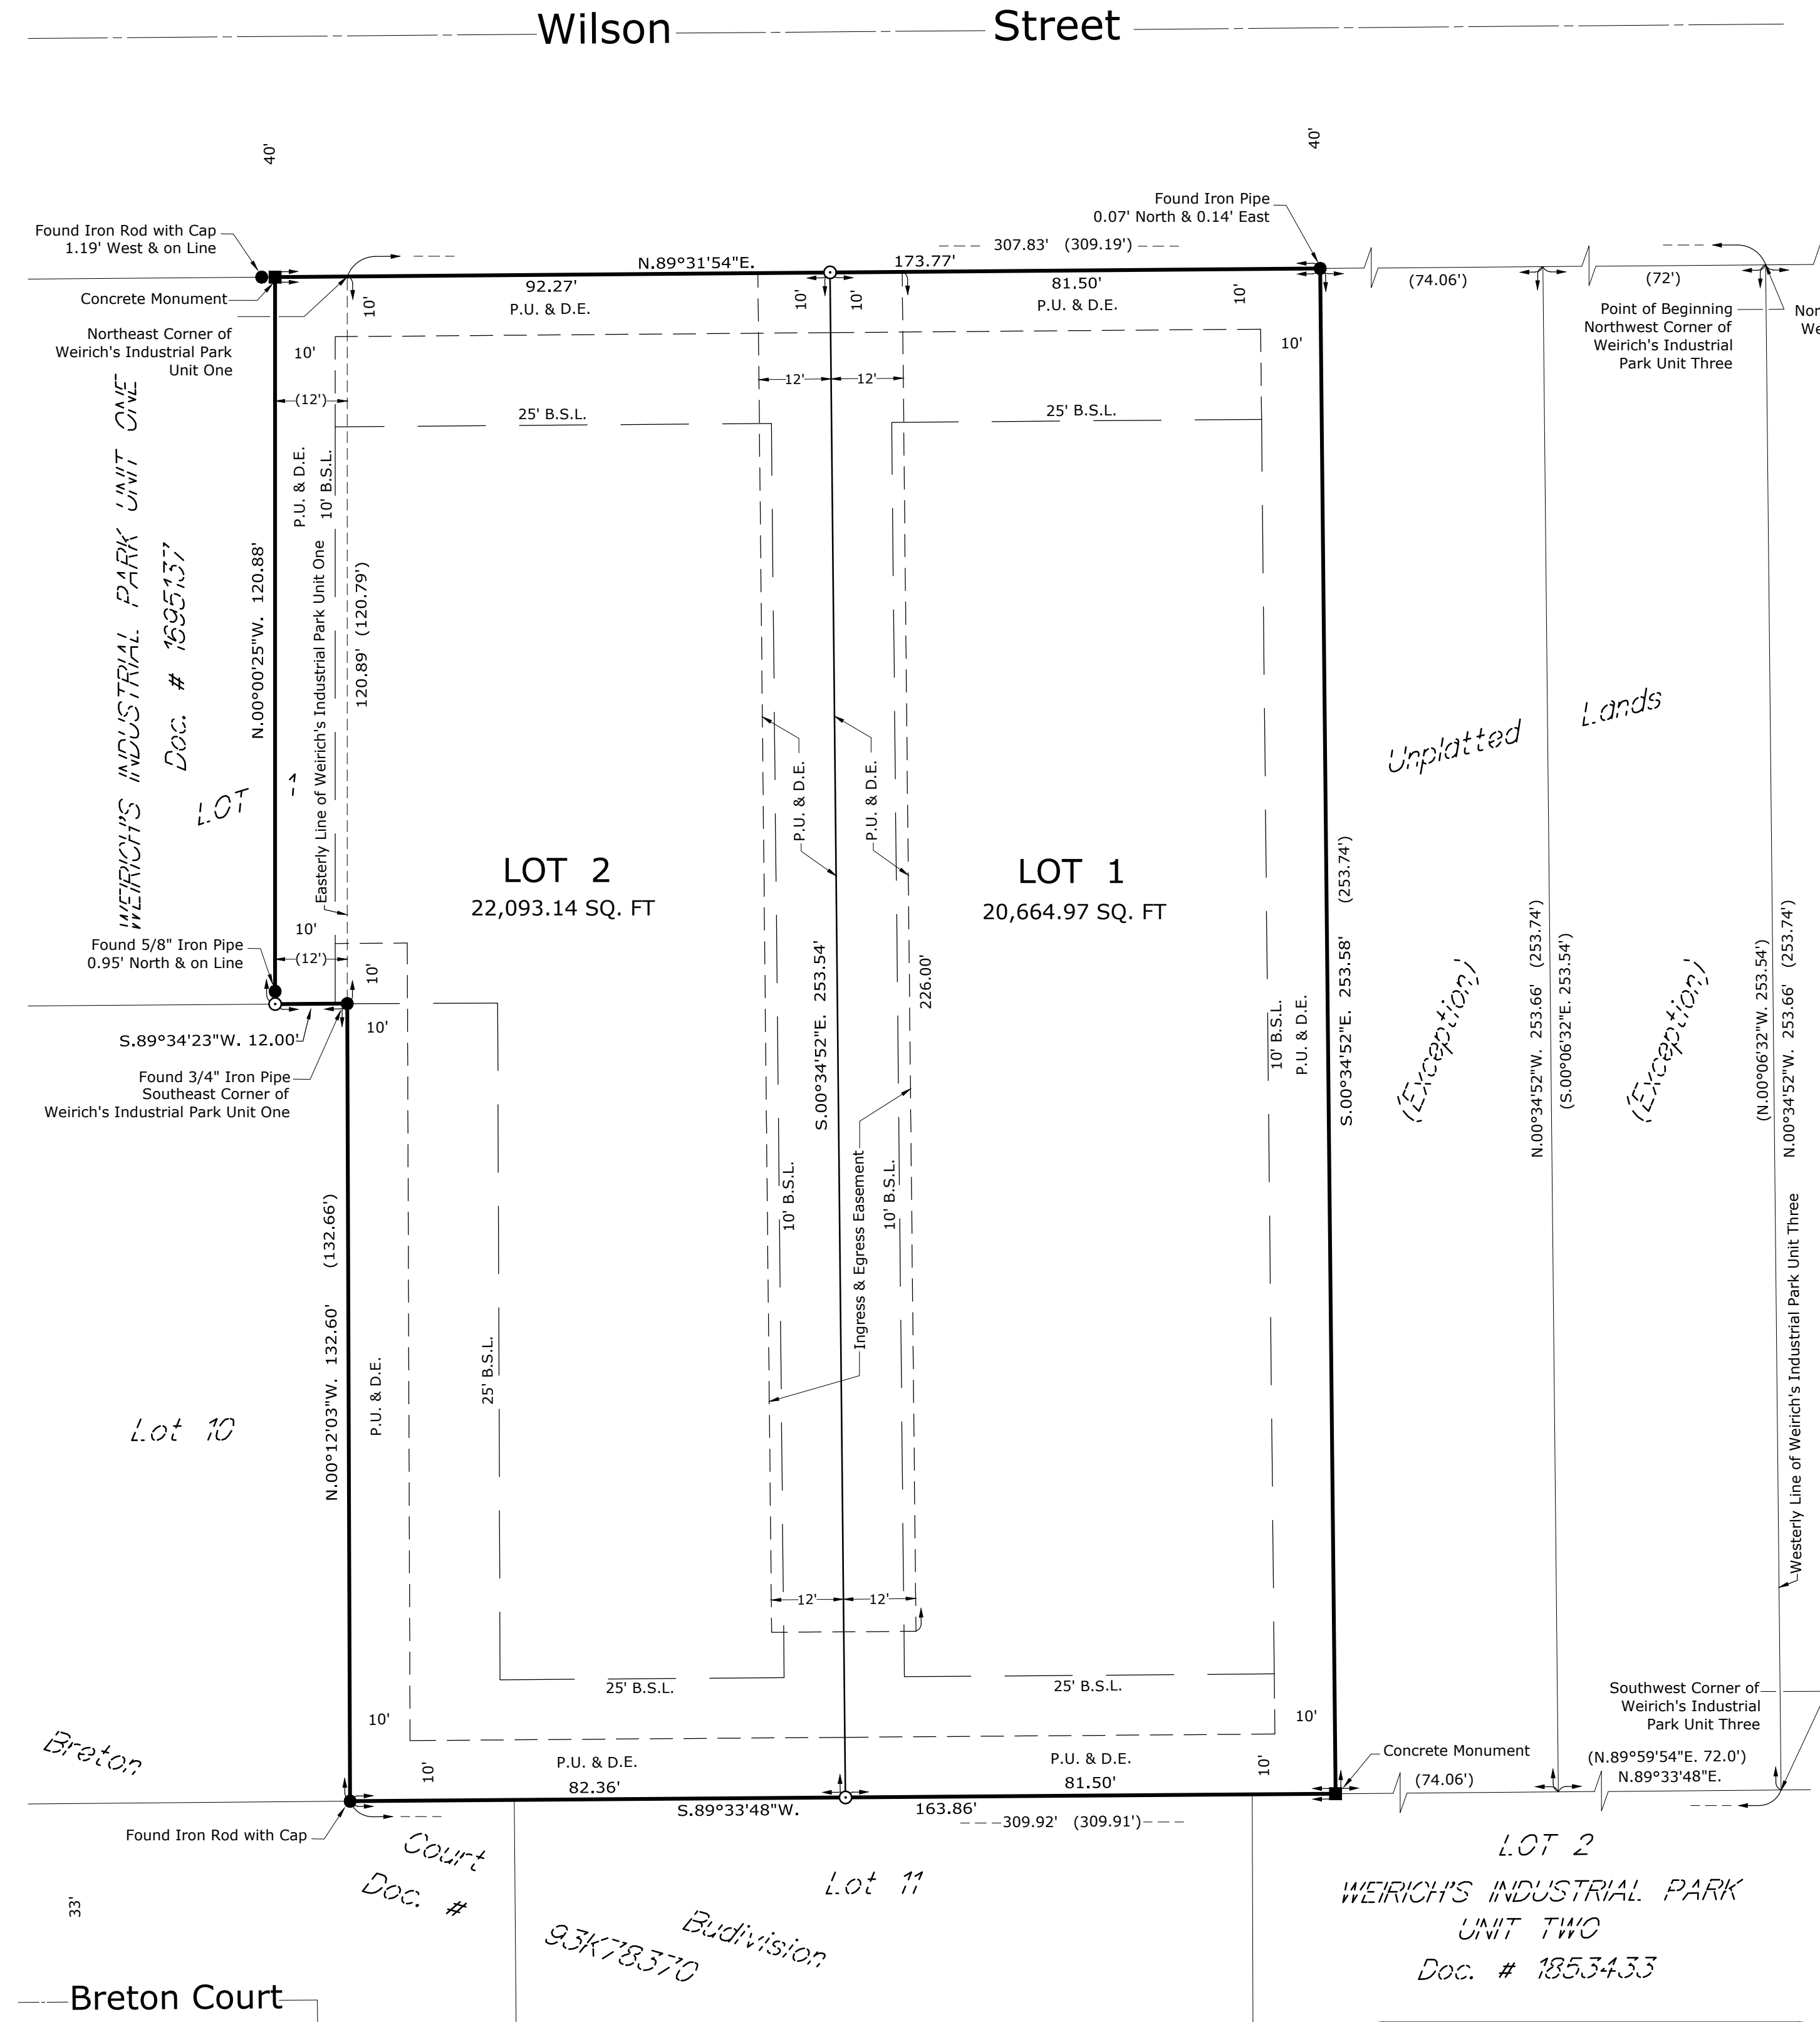 Wilson Street
40'
40'
Found Iron Pipe
0.07' North & 0.14' East
Found Iron Rod with Cap
1.19' West & on Line
307.83' (309.19')
N.89°31'54"E.
173.77'
92.27'
81.50'
P.U. & D.E.
P.U. & D.E.
(74.06')
(72')
Concrete Monument
10'
10'
10'
10'
Northeast Corner of
Weirich's Industrial Park
Unit One
Point of Beginning
Northwest Corner of
Weirich's Industrial
Park Unit Three
Nor
We
10'
10'
12'
12'
(12')
25' B.S.L.
25' B.S.L.
WEIRICH'S INDUSTRIAL PARK UNIT ONE
Doc. # 1695137
LOT 1
N.00°00'25"W. 120.88'
P.U. & D.E.
10' B.S.L.
Easterly Line of Weirich's Industrial Park Unit One
120.89' (120.79')
P.U. & D.E.
P.U. & D.E.
LOT 2
22,093.14 SQ. FT
LOT 1
20,664.97 SQ. FT
Unplatted Lands
(Exception)
(Exception)
S.00°34'52"E. 253.54'
226.00'
S.00°34'52"E. 253.58' (253.74')
10' B.S.L.
P.U. & D.E.
N.00°34'52"W. 253.66' (253.74')
(S.00°06'32"E. 253.54')
(N.00°06'32"W. 253.54')
N.00°34'52"W. 253.66' (253.74')
Westerly Line of Weirich's Industrial Park Unit Three
10'
Found 5/8" Iron Pipe
0.95' North & on Line
(12')
10'
10'
S.89°34'23"W. 12.00'
Found 3/4" Iron Pipe
Southeast Corner of
Weirich's Industrial Park Unit One
N.00°12'03"W. 132.60' (132.66')
P.U. & D.E.
25' B.S.L.
10' B.S.L.
Ingress & Egress Easement
10' B.S.L.
Lot 10
12'
12'
25' B.S.L.
25' B.S.L.
10'
10'
10'
10'
P.U. & D.E.
P.U. & D.E.
82.36'
81.50'
S.89°33'48"W.
163.86'
309.92' (309.91')
Concrete Monument
(74.06')
Southwest Corner of
Weirich's Industrial
Park Unit Three
(N.89°59'54"E. 72.0')
N.89°33'48"E.
Found Iron Rod with Cap
Breton Court
Doc. #
93K78370
Budivision
Lot 11
LOT 2
WEIRICH'S INDUSTRIAL PARK
UNIT TWO
Doc. # 1853433
33'
Breton Court